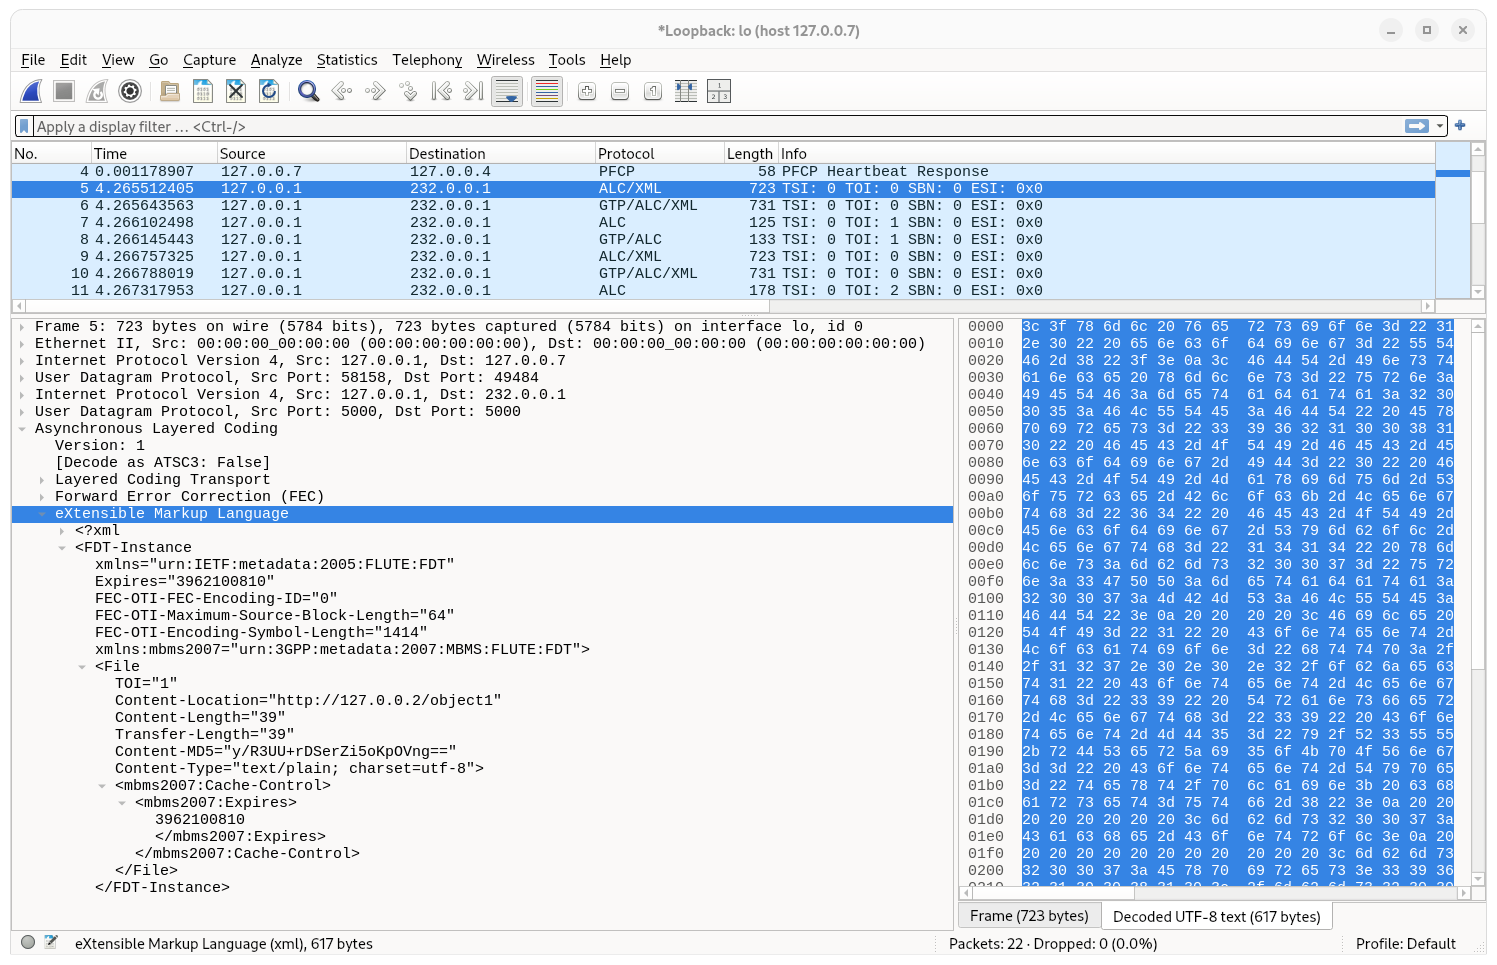 *Loopback: lo (host 127.0.0.7)
File Edit View Go Capture Analyze Statistics Telephony Wireless Tools Help
Apply a display filter … <Ctrl-/>
No. Time Source Destination Protocol Length Info
4 0.001178907 127.0.0.7 127.0.0.4 PFCP 58 PFCP Heartbeat Response
5 4.265512405 127.0.0.1 232.0.0.1 ALC/XML 723 TSI: 0 TOI: 0 SBN: 0 ESI: 0x0
6 4.265643563 127.0.0.1 232.0.0.1 GTP/ALC/XML 731 TSI: 0 TOI: 0 SBN: 0 ESI: 0x0
7 4.266102498 127.0.0.1 232.0.0.1 ALC 125 TSI: 0 TOI: 1 SBN: 0 ESI: 0x0
8 4.266145443 127.0.0.1 232.0.0.1 GTP/ALC 133 TSI: 0 TOI: 1 SBN: 0 ESI: 0x0
9 4.266757325 127.0.0.1 232.0.0.1 ALC/XML 723 TSI: 0 TOI: 0 SBN: 0 ESI: 0x0
10 4.266788019 127.0.0.1 232.0.0.1 GTP/ALC/XML 731 TSI: 0 TOI: 0 SBN: 0 ESI: 0x0
11 4.267317953 127.0.0.1 232.0.0.1 ALC 178 TSI: 0 TOI: 2 SBN: 0 ESI: 0x0
Frame 5: 723 bytes on wire (5784 bits), 723 bytes captured (5784 bits) on interface lo, id 0
Ethernet II, Src: 00:00:00_00:00:00 (00:00:00:00:00:00), Dst: 00:00:00_00:00:00 (00:00:00:00:00:00)
Internet Protocol Version 4, Src: 127.0.0.1, Dst: 127.0.0.7
User Datagram Protocol, Src Port: 58158, Dst Port: 49484
Internet Protocol Version 4, Src: 127.0.0.1, Dst: 232.0.0.1
User Datagram Protocol, Src Port: 5000, Dst Port: 5000
Asynchronous Layered Coding
Version: 1
[Decode as ATSC3: False]
Layered Coding Transport
Forward Error Correction (FEC)
eXtensible Markup Language
<?xml
<FDT-Instance
xmlns="urn:IETF:metadata:2005:FLUTE:FDT"
Expires="3962100810"
FEC-OTI-FEC-Encoding-ID="0"
FEC-OTI-Maximum-Source-Block-Length="64"
FEC-OTI-Encoding-Symbol-Length="1414"
xmlns:mbms2007="urn:3GPP:metadata:2007:MBMS:FLUTE:FDT">
<File
TOI="1"
Content-Location="http://127.0.0.2/object1"
Content-Length="39"
Transfer-Length="39"
Content-MD5="y/R3UU+rDSerZi5oKpOVng=="
Content-Type="text/plain; charset=utf-8">
<mbms2007:Cache-Control>
<mbms2007:Expires>
3962100810
</mbms2007:Expires>
</mbms2007:Cache-Control>
</File>
</FDT-Instance>
0000 3c 3f 78 6d 6c 20 76 65 72 73 69 6f 6e 3d 22 31
0010 2e 30 22 20 65 6e 63 6f 64 69 6e 67 3d 22 55 54
0020 46 2d 38 22 3f 3e 0a 3c 46 44 54 2d 49 6e 73 74
0030 61 6e 63 65 20 78 6d 6c 6e 73 3d 22 75 72 6e 3a
0040 49 45 54 46 3a 6d 65 74 61 64 61 74 61 3a 32 30
0050 30 35 3a 46 4c 55 54 45 3a 46 44 54 22 20 45 78
0060 70 69 72 65 73 3d 22 33 39 36 32 31 30 30 38 31
0070 30 22 20 46 45 43 2d 4f 54 49 2d 46 45 43 2d 45
0080 6e 63 6f 64 69 6e 67 2d 49 44 3d 22 30 22 20 46
0090 45 43 2d 4f 54 49 2d 4d 61 78 69 6d 75 6d 2d 53
00a0 6f 75 72 63 65 2d 42 6c 6f 63 6b 2d 4c 65 6e 67
00b0 74 68 3d 22 36 34 22 20 46 45 43 2d 4f 54 49 2d
00c0 45 6e 63 6f 64 69 6e 67 2d 53 79 6d 62 6f 6c 2d
00d0 4c 65 6e 67 74 68 3d 22 31 34 31 34 22 20 78 6d
00e0 6c 6e 73 3a 6d 62 6d 73 32 30 30 37 3d 22 75 72
00f0 6e 3a 33 47 50 50 3a 6d 65 74 61 64 61 74 61 3a
0100 32 30 30 37 3a 4d 42 4d 53 3a 46 4c 55 54 45 3a
0110 46 44 54 22 3e 0a 20 20 20 20 3c 46 69 6c 65 20
0120 54 4f 49 3d 22 31 22 20 43 6f 6e 74 65 6e 74 2d
0130 4c 6f 63 61 74 69 6f 6e 3d 22 68 74 74 70 3a 2f
0140 2f 31 32 37 2e 30 2e 30 2e 32 2f 6f 62 6a 65 63
0150 74 31 22 20 43 6f 6e 74 65 6e 74 2d 4c 65 6e 67
0160 74 68 3d 22 33 39 22 20 54 72 61 6e 73 66 65 72
0170 2d 4c 65 6e 67 74 68 3d 22 33 39 22 20 43 6f 6e
0180 74 65 6e 74 2d 4d 44 35 3d 22 79 2f 52 33 55 55
0190 2b 72 44 53 65 72 5a 69 35 6f 4b 70 4f 56 6e 67
01a0 3d 3d 22 20 43 6f 6e 74 65 6e 74 2d 54 79 70 65
01b0 3d 22 74 65 78 74 2f 70 6c 61 69 6e 3b 20 63 68
01c0 61 72 73 65 74 3d 75 74 66 2d 38 22 3e 0a 20 20
01d0 20 20 20 20 20 20 3c 6d 62 6d 73 32 30 30 37 3a
01e0 43 61 63 68 65 2d 43 6f 6e 74 72 6f 6c 3e 0a 20
01f0 20 20 20 20 20 20 20 20 20 20 20 3c 6d 62 6d 73
0200 32 30 30 37 3a 45 78 70 69 72 65 73 3e 33 39 36
Frame (723 bytes) Decoded UTF-8 text (617 bytes)
eXtensible Markup Language (xml), 617 bytes Packets: 22 · Dropped: 0 (0.0%) Profile: Default